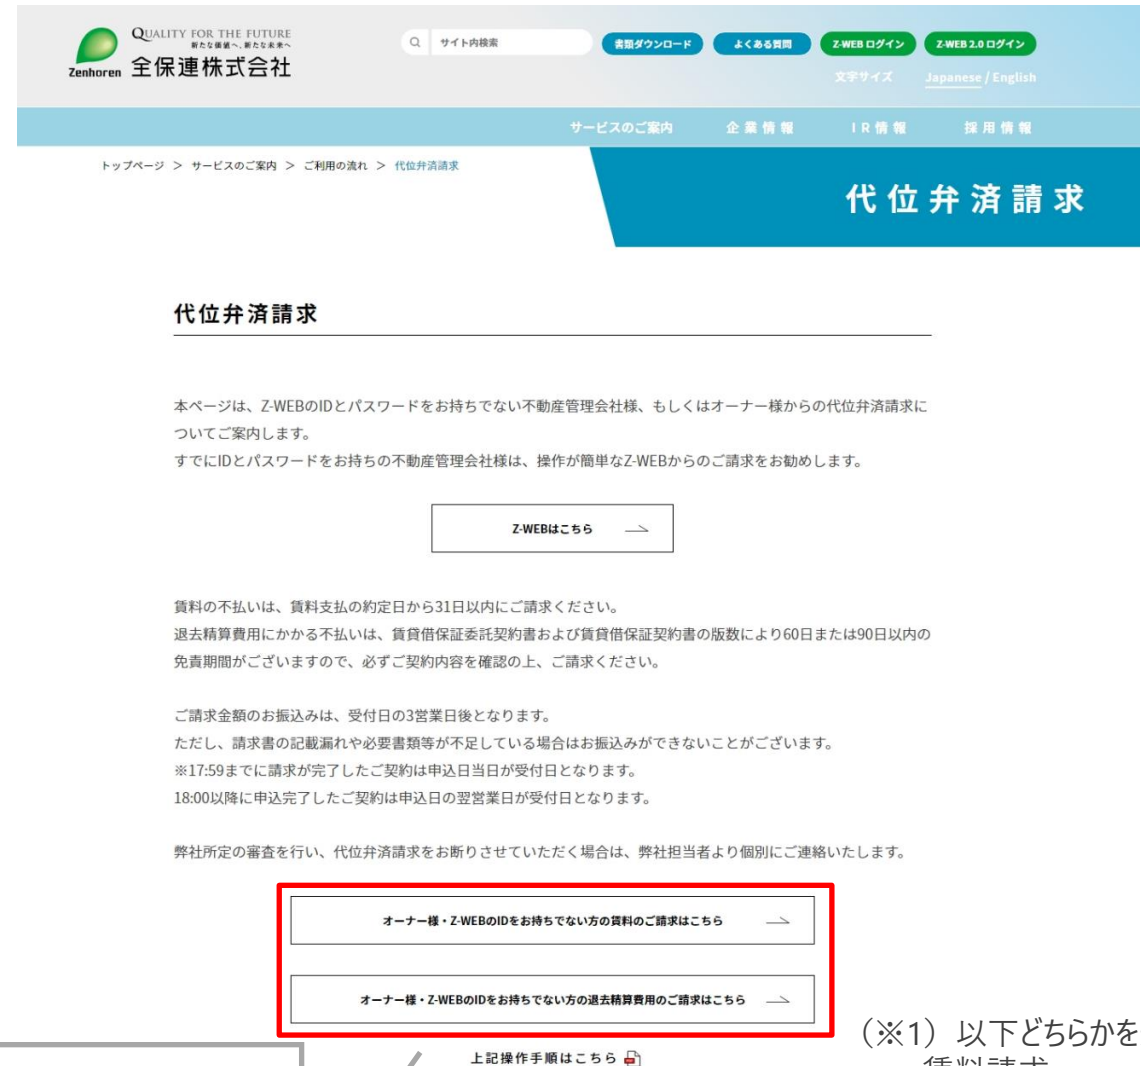 QUALITY FOR THE FUTURE
新たな価値へ、新たな未来へ
Zenhoren 全保連株式会社
サイト内検索
書類ダウンロード よくある質問 Z-WEB ログイン Z-WEB 2.0 ログイン
文字サイズ Japanese / English
サービスのご案内 企業情報 IR情報 採用情報
トップページ ＞ サービスのご案内 ＞ ご利用の流れ ＞ 代位弁済請求
代位弁済請求
代位弁済請求
本ページは、Z-WEBのIDとパスワードをお持ちでない不動産管理会社様、もしくはオーナー様からの代位弁済請求に
ついてご案内します。
すでにIDとパスワードをお持ちの不動産管理会社様は、操作が簡単なZ-WEBからのご請求をお勧めします。
Z-WEBはこちら
賃料の不払いは、賃料支払の約定日から31日以内にご請求ください。
退去精算費用にかかる不払いは、賃貸借保証委託契約書および賃貸借保証契約書の版数により60日または90日以内の
免責期間がございますので、必ずご契約内容を確認の上、ご請求ください。
ご請求金額のお振込みは、受付日の3営業日後となります。
ただし、請求書の記載漏れや必要書類等が不足している場合はお振込みができないことがございます。
※17:59までに請求が完了したご契約は申込日当日が受付日となります。
18:00以降に申込完了したご契約は申込日の翌営業日が受付日となります。
弊社所定の審査を行い、代位弁済請求をお断りさせていただく場合は、弊社担当者より個別にご連絡いたします。
オーナー様・Z-WEBのIDをお持ちでない方の賃料のご請求はこちら
オーナー様・Z-WEBのIDをお持ちでない方の退去精算費用のご請求はこちら
上記操作手順はこちら
（※1）以下どちらかを
賃料請求